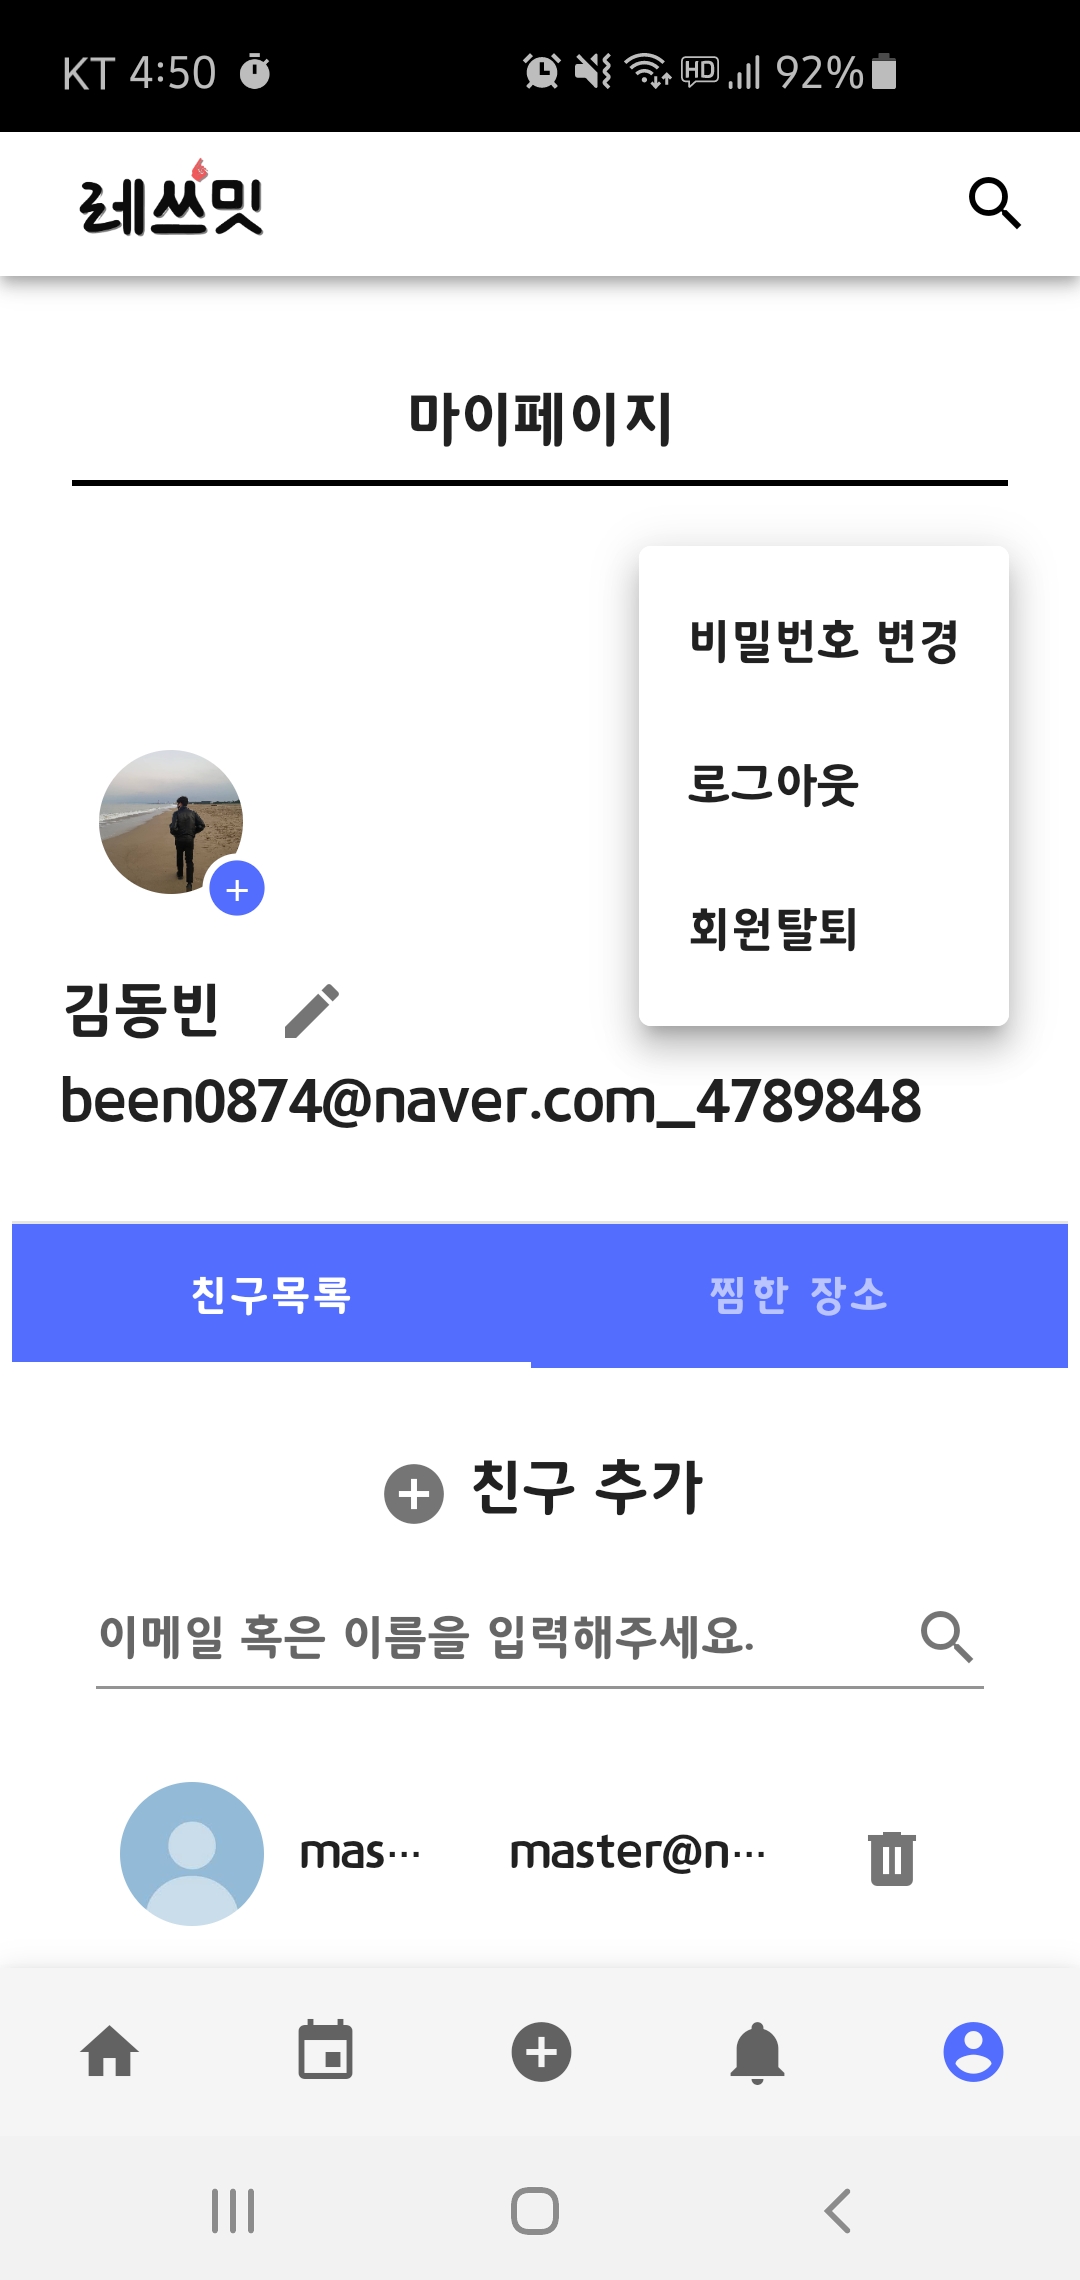 KT 4:50 HD 92%
레쓰밋
마이페이지
비밀번호 변경
로그아웃
회원탈퇴
김동빈
been0874@naver.com_4789848
친구목록 찜한 장소
친구 추가
이메일 혹은 이름을 입력해주세요.
mas… master@n…